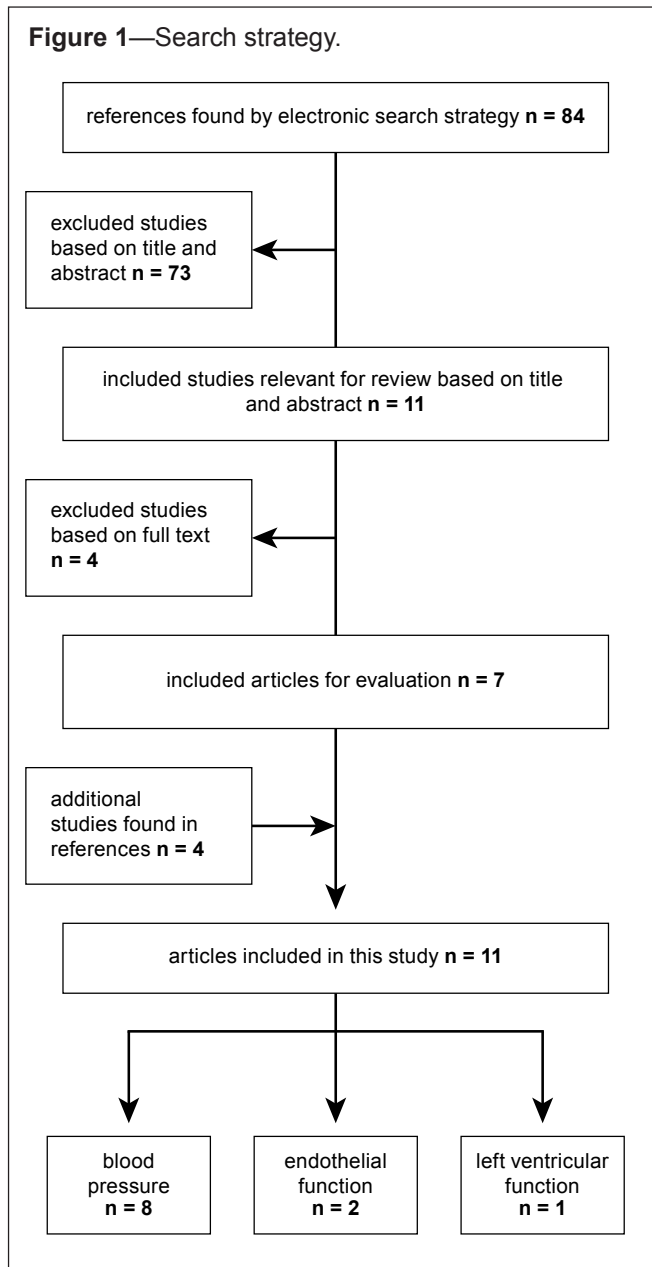 Figure 1—Search strategy.
references found by electronic search strategy n = 84
excluded studies
based on title and
abstract n = 73
included studies relevant for review based on title
and abstract n = 11
excluded studies
based on full text
n = 4
included articles for evaluation n = 7
additional
studies found in
references n = 4
articles included in this study n = 11
blood
pressure
n = 8
endothelial
function
n = 2
left ventricular
function
n = 1